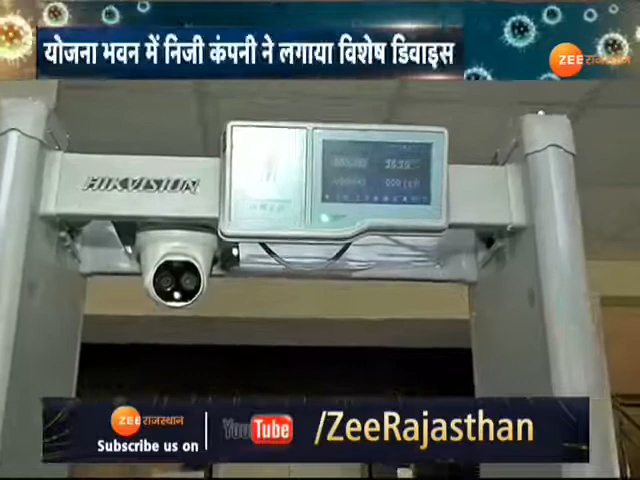 योजना भवन में निजी कंपनी ने लगाया विशेष डिवाइस
ZEE राजस्थान
HIKVISION
ZEE राजस्थान
Subscribe us on
YouTube
/ZeeRajasthan